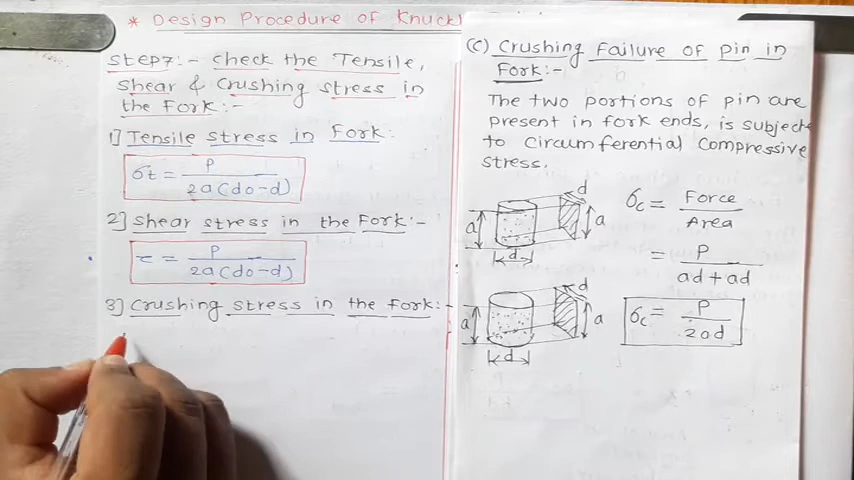 * Design Procedure of Knuckl
Step7:- Check the Tensile,
Shear & Crushing stress in
the Fork:-
1] Tensile stress in Fork:
σt = P / 2a(do-d)
2] Shear stress in the Fork:-
τ = P / 2a(do-d)
3] Crushing stress in the Fork:-
(C) Crushing Failure of pin in
Fork:-
The two portions of pin are
present in fork ends, is subjecte
to Circumferential Compressive
stress.
d
a
a
d
σc = Force / Area
= P / ad + ad
d
a
a
d
σc = P / 2ad